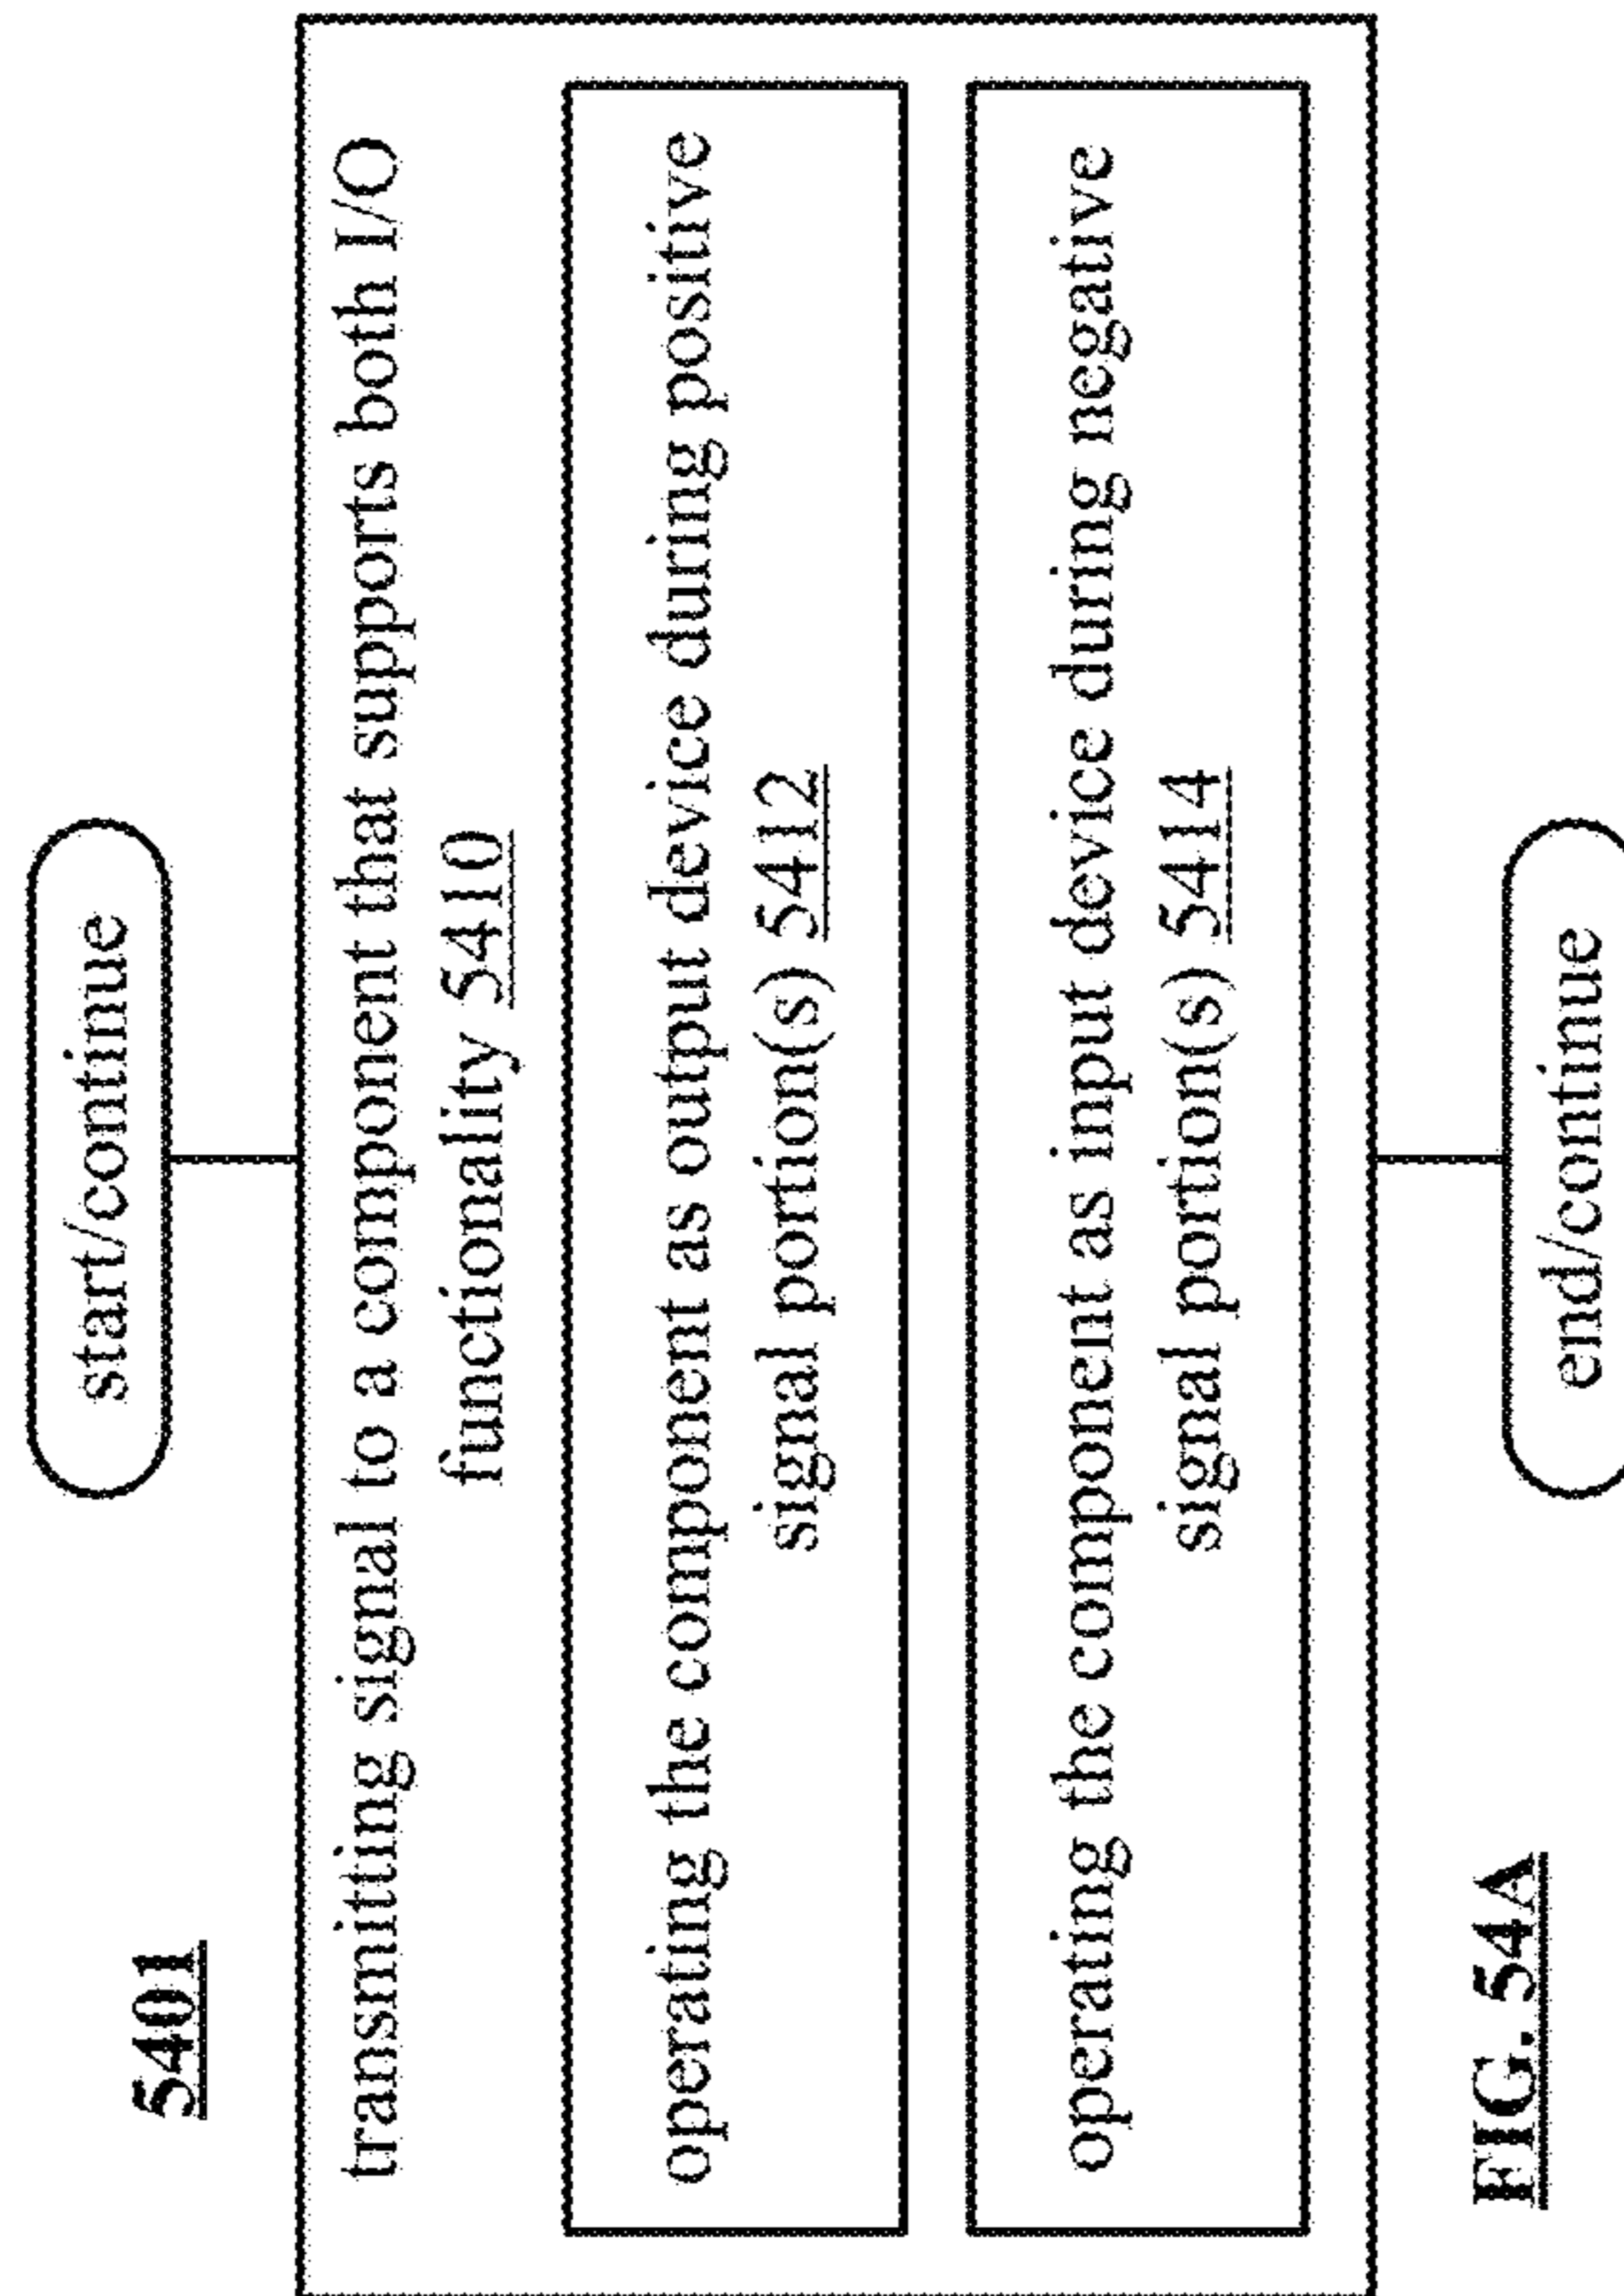 5401
start/continue
transmitting signal to a component that supports both I/O
functionality 5410
operating the component as output device during positive
signal portion(s) 5412
operating the component as input device during negative
signal portion(s) 5414
end/continue
FIG. 54A